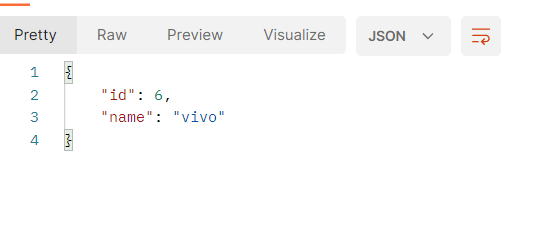 Pretty Raw Preview Visualize JSON
1 {
2 "id": 6,
3 "name": "vivo"
4 }